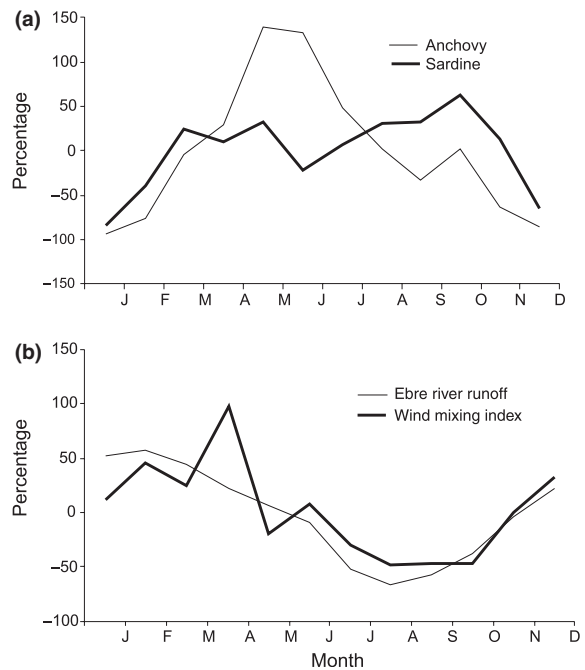 (a)
150
100
50
0
–50
–100
–150
Percentage
Anchovy
Sardine
J F M A M J J A S O N D
(b)
150
100
50
0
–50
–100
Percentage
Ebre river runoff
Wind mixing index
J F M A M J J A S O N D
Month